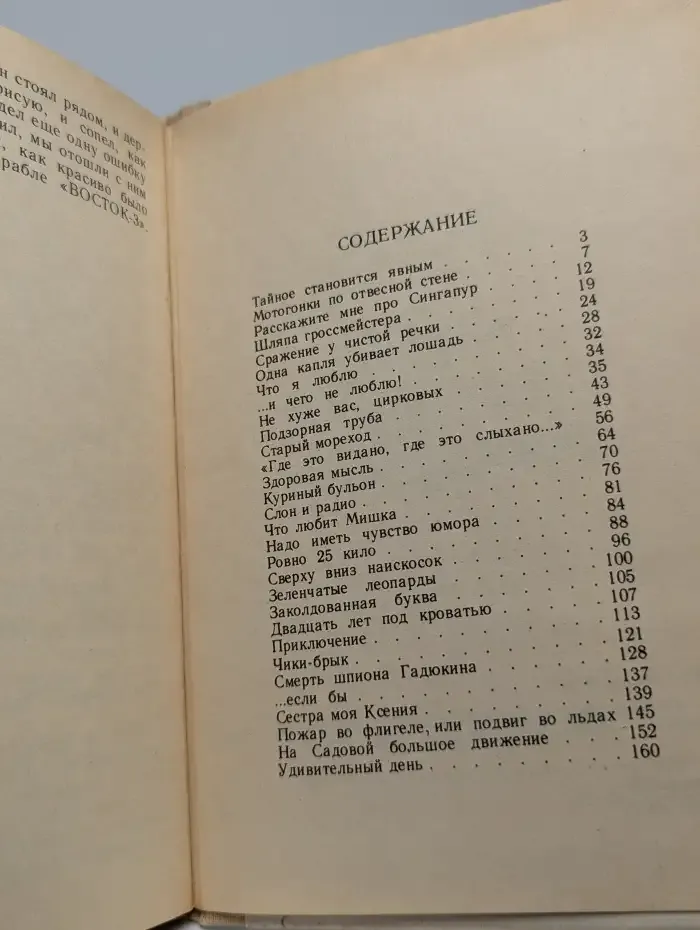 н стоял рядом, и дер-
рисую, и сопел, как
дел еще одну ошибку
ил, мы отошли с ним
, как красиво было
рабле «ВОСТОК-3».
СОДЕРЖАНИЕ
Тайное становится явным . . . . . . 3
Мотогонки по отвесной стене . . . . . 7
Расскажите мне про Сингапур . . . . . 12
Шляпа гроссмейстера . . . . . . . 19
Сражение у чистой речки . . . . . . 24
Одна капля убивает лошадь . . . . . 28
Что я люблю . . . . . . . . . 32
...и чего не люблю! . . . . . . . 34
Не хуже вас, цирковых . . . . . . 35
Подзорная труба . . . . . . . . 43
Старый мореход . . . . . . . . 49
«Где это видано, где это слыхано...» . . 56
Здоровая мысль . . . . . . . . 64
Куриный бульон . . . . . . . . 70
Слон и радио . . . . . . . . . 76
Что любит Мишка . . . . . . . . 81
Надо иметь чувство юмора . . . . . 84
Ровно 25 кило . . . . . . . . . 88
Сверху вниз наискосок . . . . . . 96
Зеленчатые леопарды . . . . . . . 100
Заколдованная буква . . . . . . . 105
Двадцать лет под кроватью . . . . . 107
Приключение . . . . . . . . . 113
Чики-брык . . . . . . . . . . 121
Смерть шпиона Гадюкина . . . . . 128
...если бы . . . . . . . . . . 137
Сестра моя Ксения . . . . . . . . 139
Пожар во флигеле, или подвиг во льдах 145
На Садовой большое движение . . . 152
Удивительный день . . . . . . . . 160